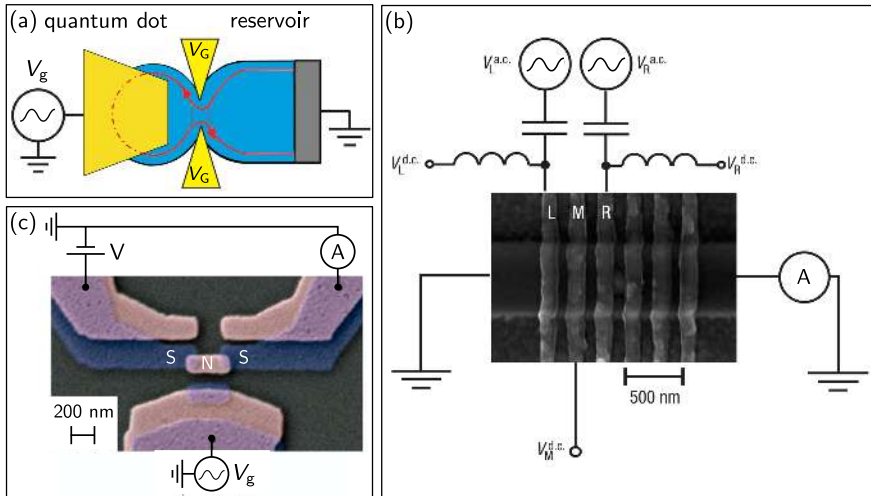 (a) quantum dot reservoir
V_G
V_g
V_G
(b)
V_L^a.c.
V_R^a.c.
V_L^d.c.
V_R^d.c.
L M R
A
500 nm
V_M^d.c.
(c)
V
A
S N S
200 nm
V_g